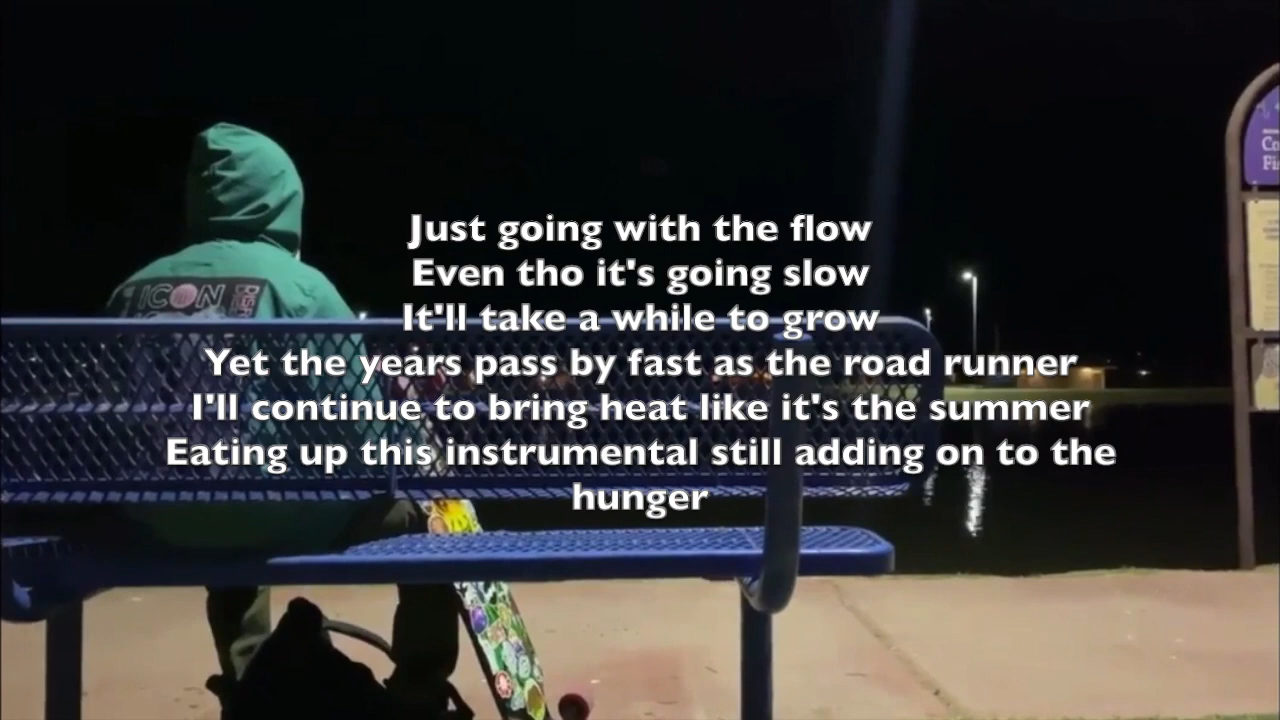 Just going with the flow
Even tho it's going slow
It'll take a while to grow
Yet the years pass by fast as the road runner
I'll continue to bring heat like it's the summer
Eating up this instrumental still adding on to the
hunger
ICON